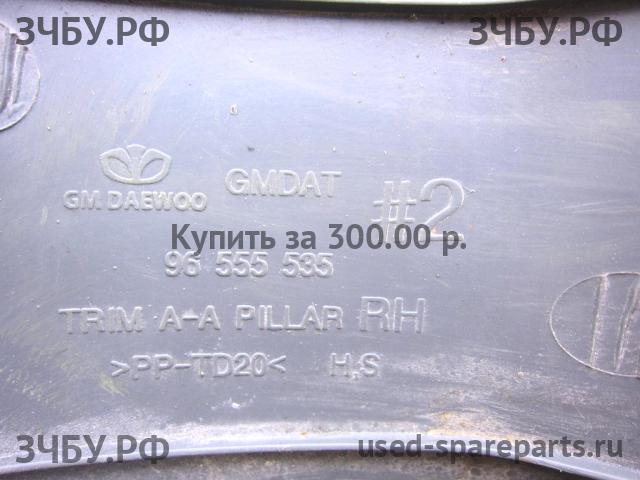 ЗЧБУ.РФ ЗЧБУ.РФ
GM DAEWOO GMDAT #2
Купить за 300.00 р.
96 555 535
TRIM A-A PILLAR RH
>PP-TD20< H,S
ЗЧБУ.РФ used-spareparts.ru